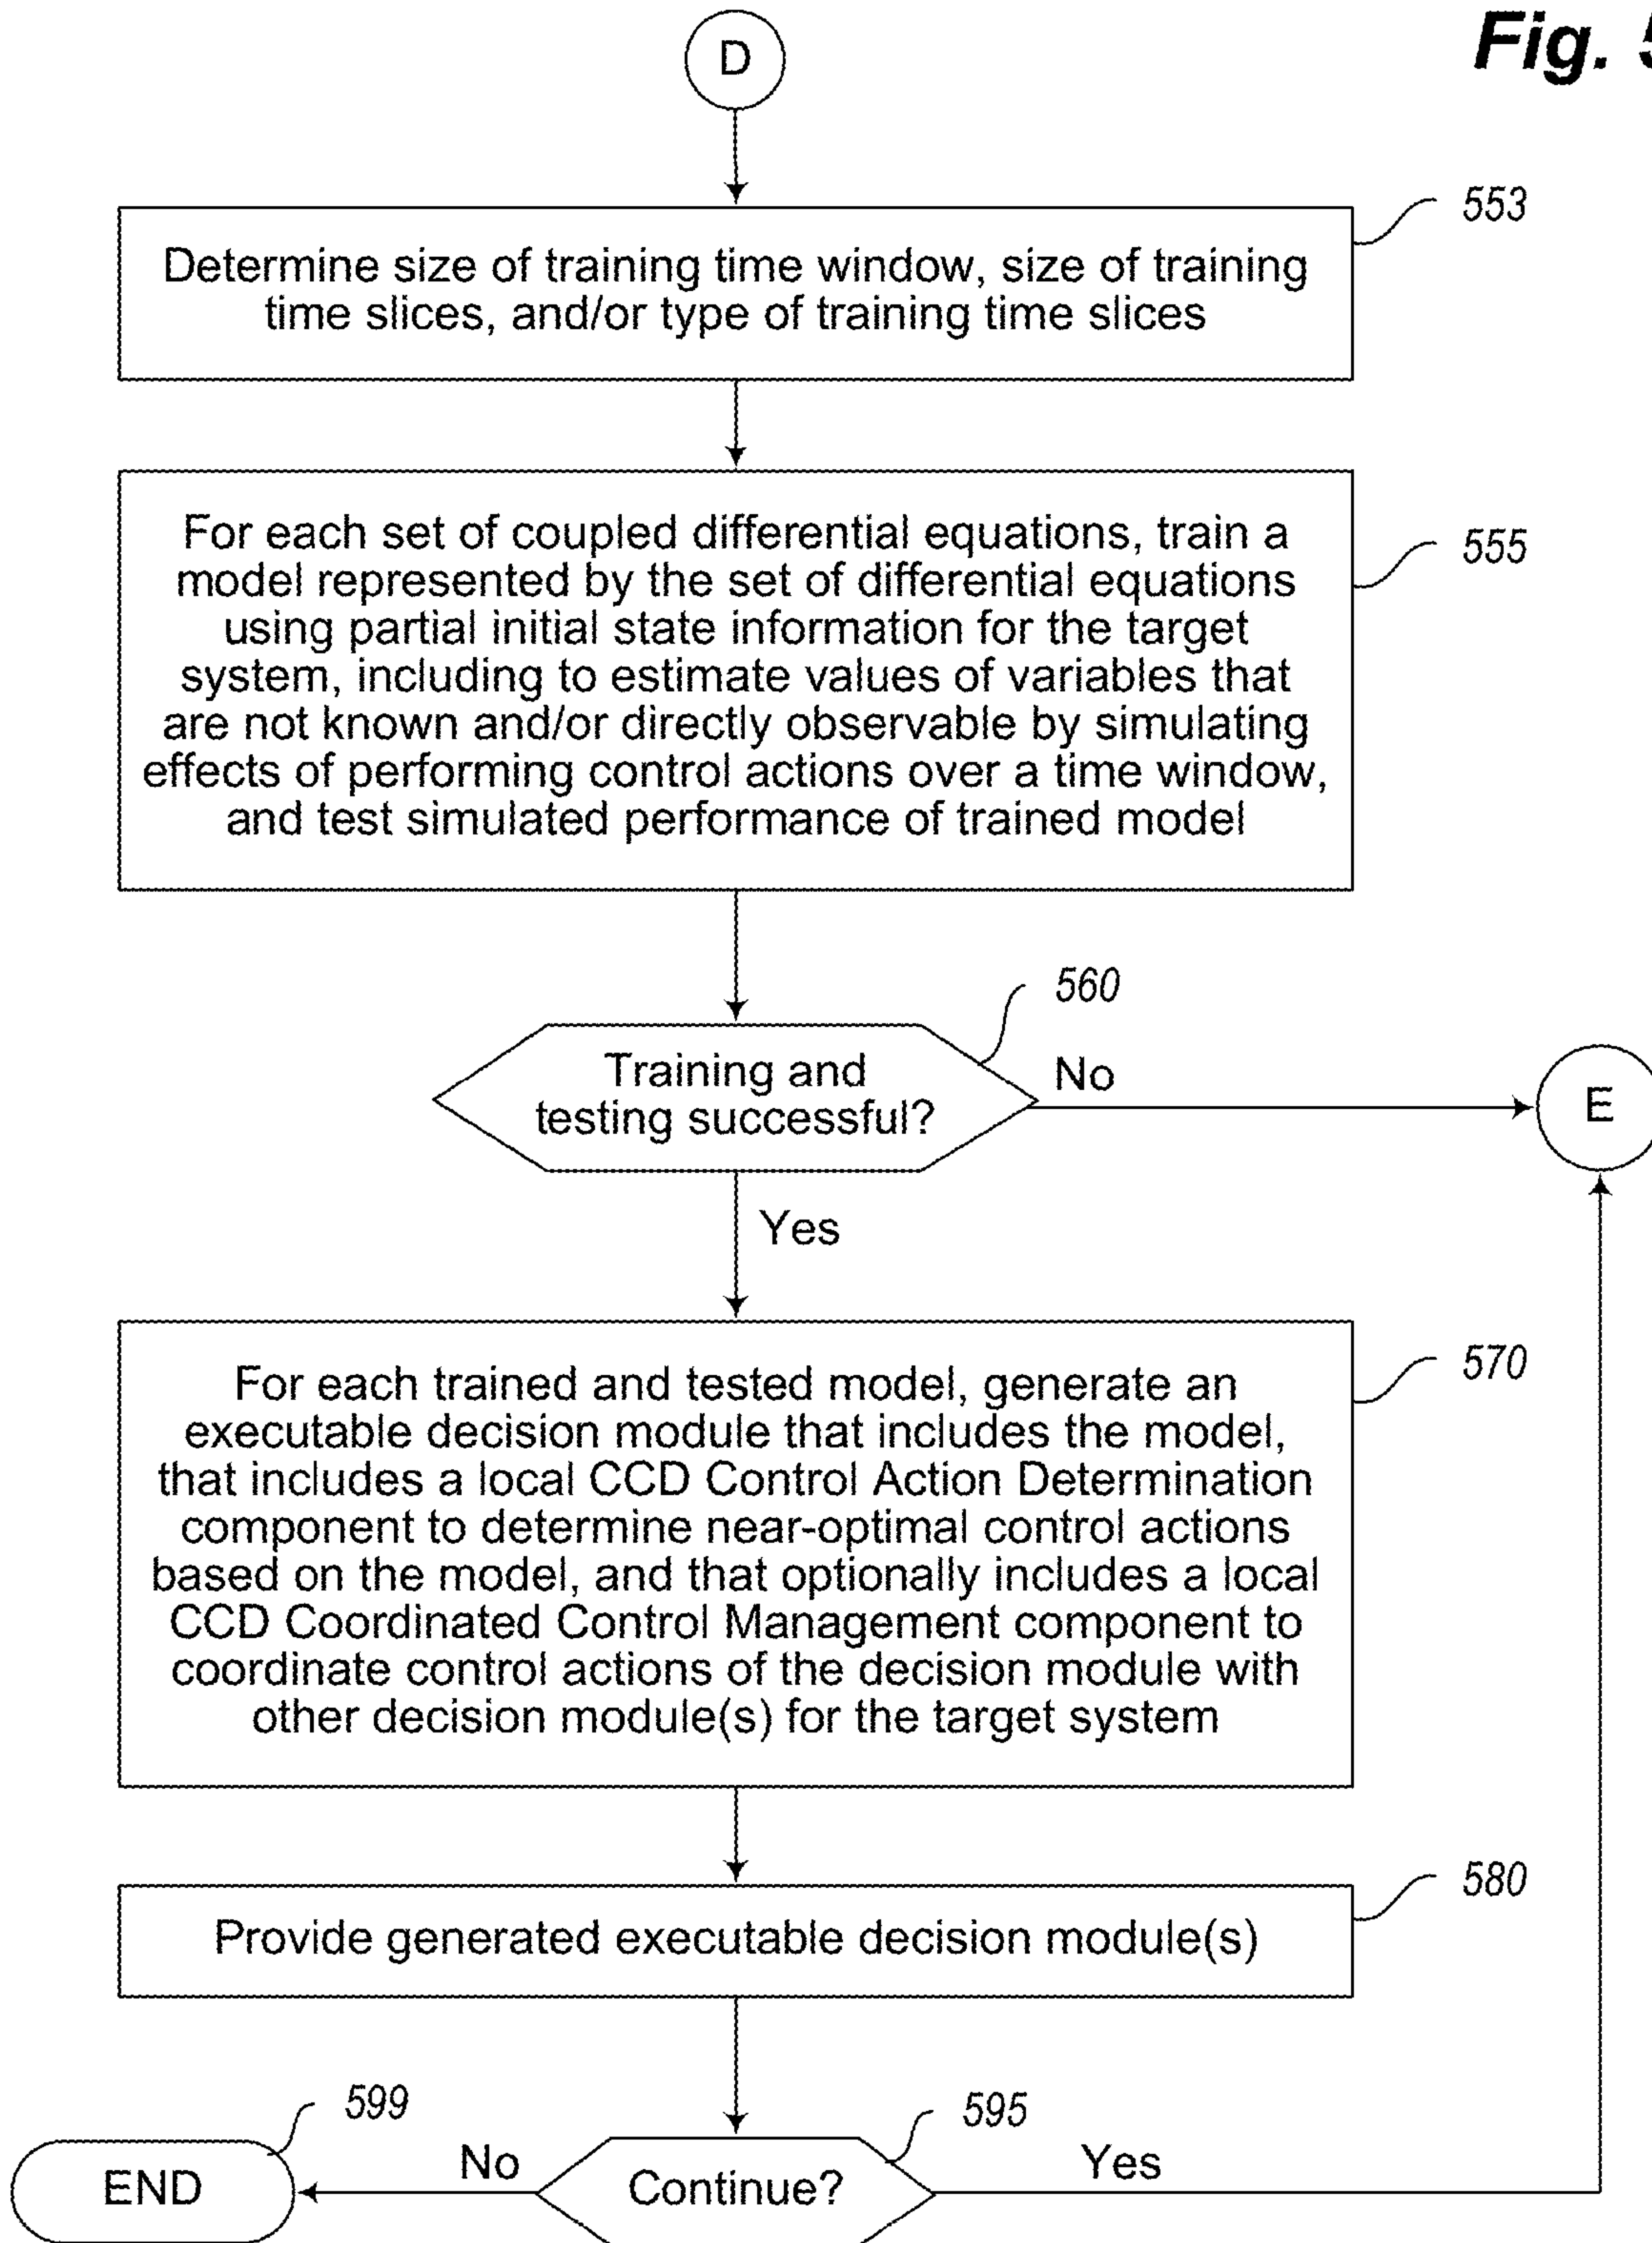 D
Fig. 5
553
Determine size of training time window, size of training
time slices, and/or type of training time slices
555
For each set of coupled differential equations, train a
model represented by the set of differential equations
using partial initial state information for the target
system, including to estimate values of variables that
are not known and/or directly observable by simulating
effects of performing control actions over a time window,
and test simulated performance of trained model
560
Training and
testing successful?
No
E
Yes
570
For each trained and tested model, generate an
executable decision module that includes the model,
that includes a local CCD Control Action Determination
component to determine near-optimal control actions
based on the model, and that optionally includes a local
CCD Coordinated Control Management component to
coordinate control actions of the decision module with
other decision module(s) for the target system
580
Provide generated executable decision module(s)
599
595
END
No
Continue?
Yes